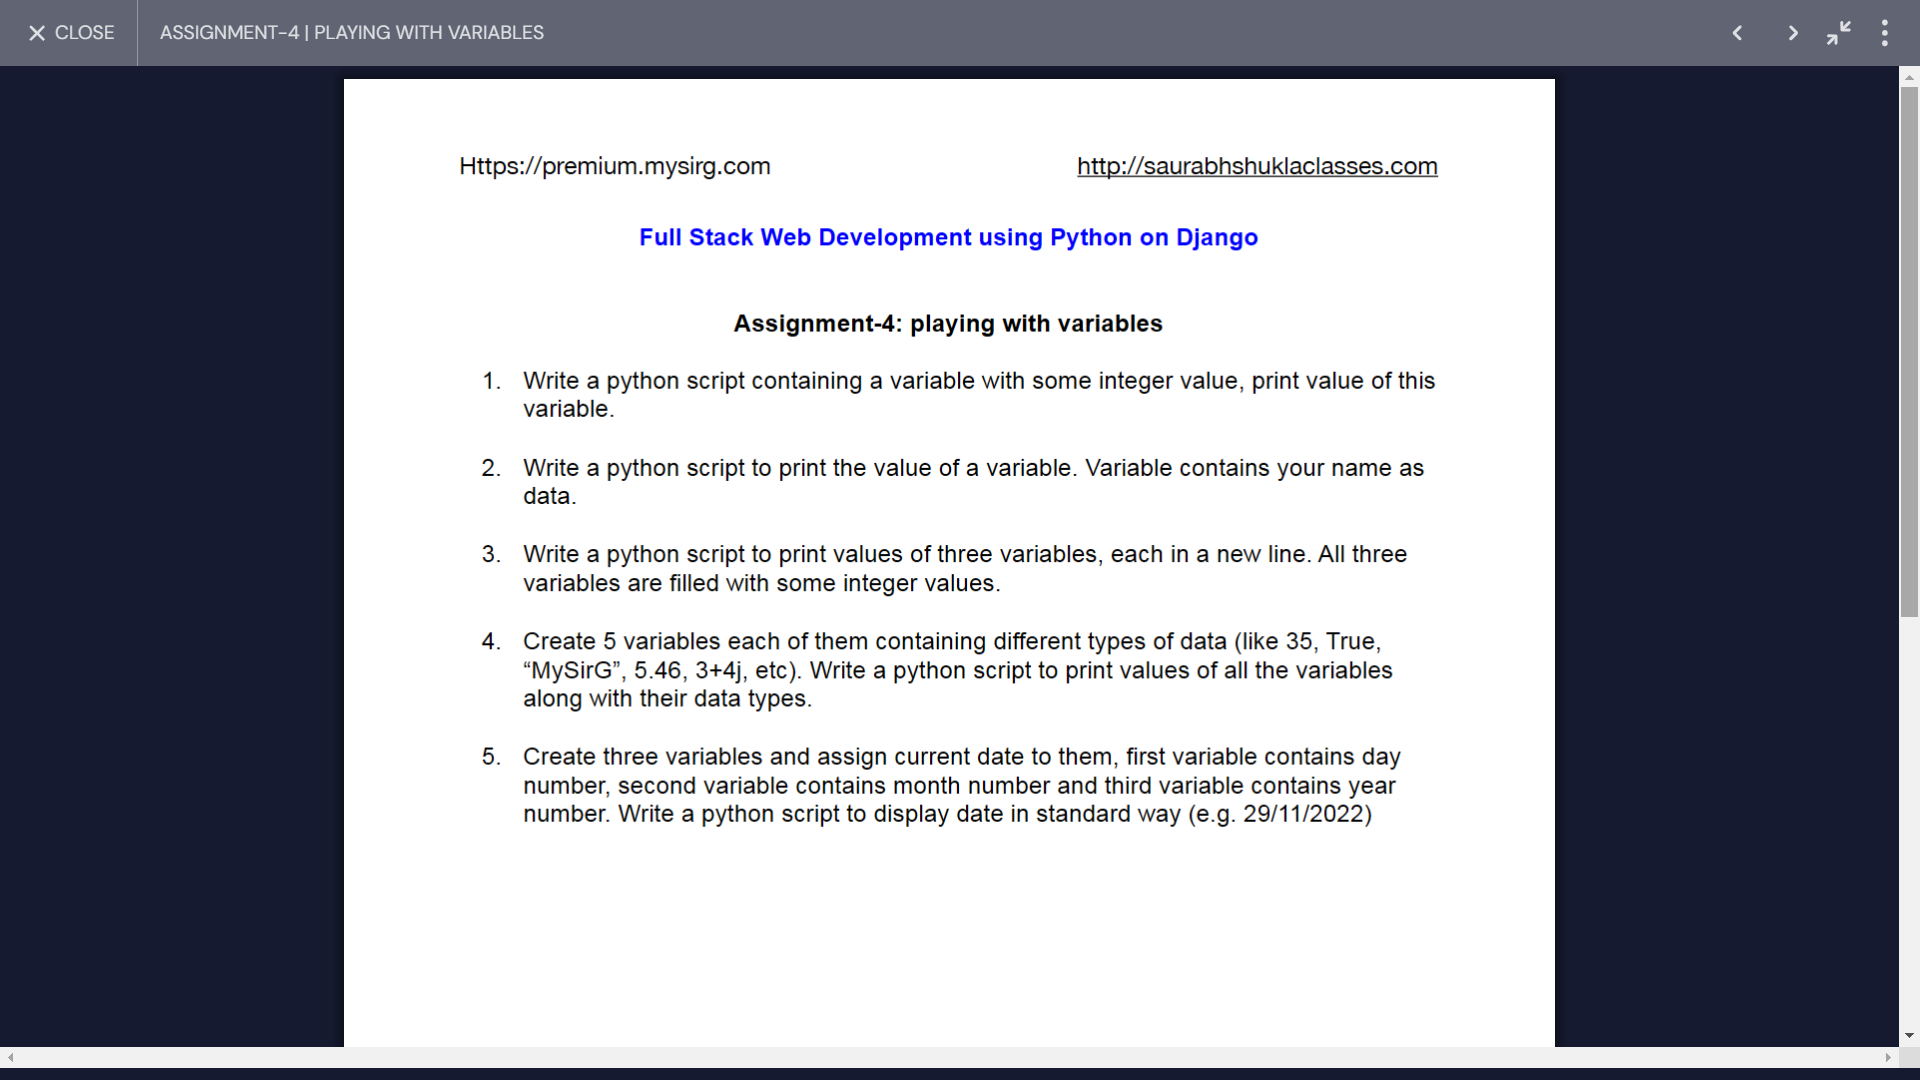 CLOSE
ASSIGNMENT-4 | PLAYING WITH VARIABLES
Https://premium.mysirg.com
http://saurabhshuklaclasses.com
Full Stack Web Development using Python on Django
Assignment-4: playing with variables
1. Write a python script containing a variable with some integer value, print value of this
variable.
2. Write a python script to print the value of a variable. Variable contains your name as
data.
3. Write a python script to print values of three variables, each in a new line. All three
variables are filled with some integer values.
4. Create 5 variables each of them containing different types of data (like 35, True,
“MySirG”, 5.46, 3+4j, etc). Write a python script to print values of all the variables
along with their data types.
5. Create three variables and assign current date to them, first variable contains day
number, second variable contains month number and third variable contains year
number. Write a python script to display date in standard way (e.g. 29/11/2022)